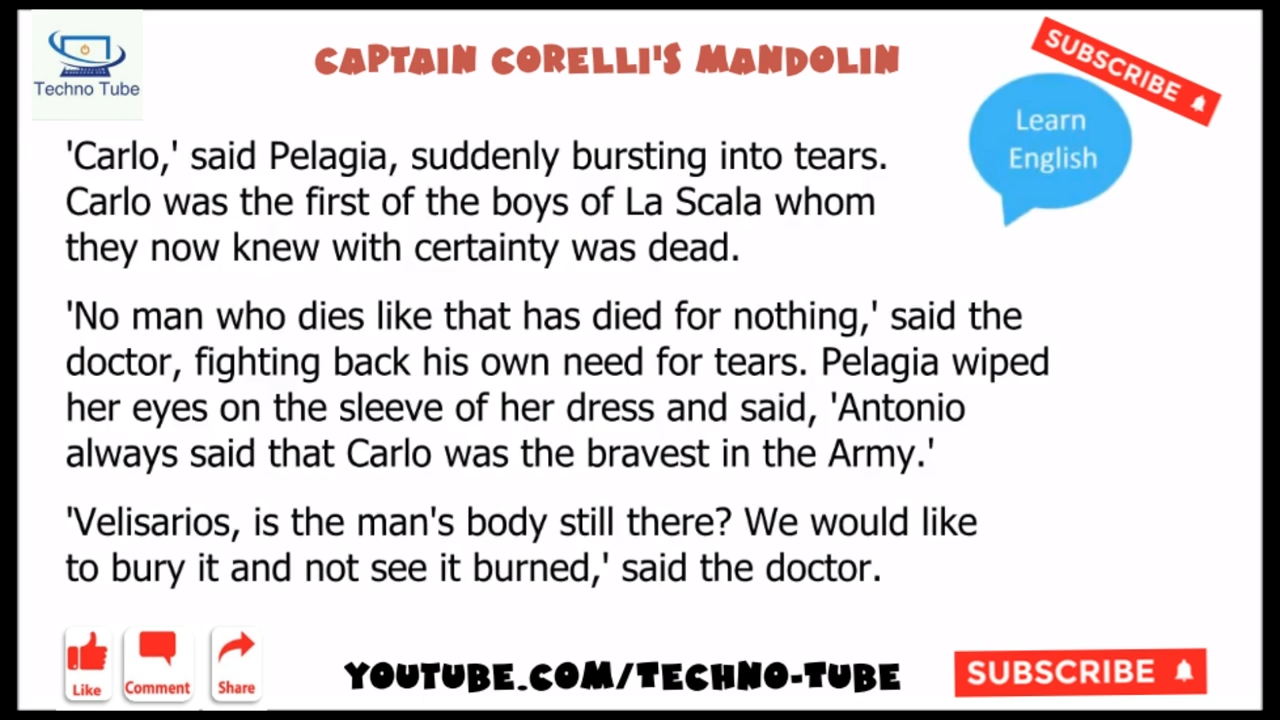 CAPTAIN CORELLI'S MANDOLIN
SUBSCRIBE
Techno Tube
Learn
English
'Carlo,' said Pelagia, suddenly bursting into tears.
Carlo was the first of the boys of La Scala whom
they now knew with certainty was dead.
'No man who dies like that has died for nothing,' said the
doctor, fighting back his own need for tears. Pelagia wiped
her eyes on the sleeve of her dress and said, 'Antonio
always said that Carlo was the bravest in the Army.'
'Velisarios, is the man's body still there? We would like
to bury it and not see it burned,' said the doctor.
Like
Comment
Share
YOUTUBE.COM/TECHNO-TUBE
SUBSCRIBE